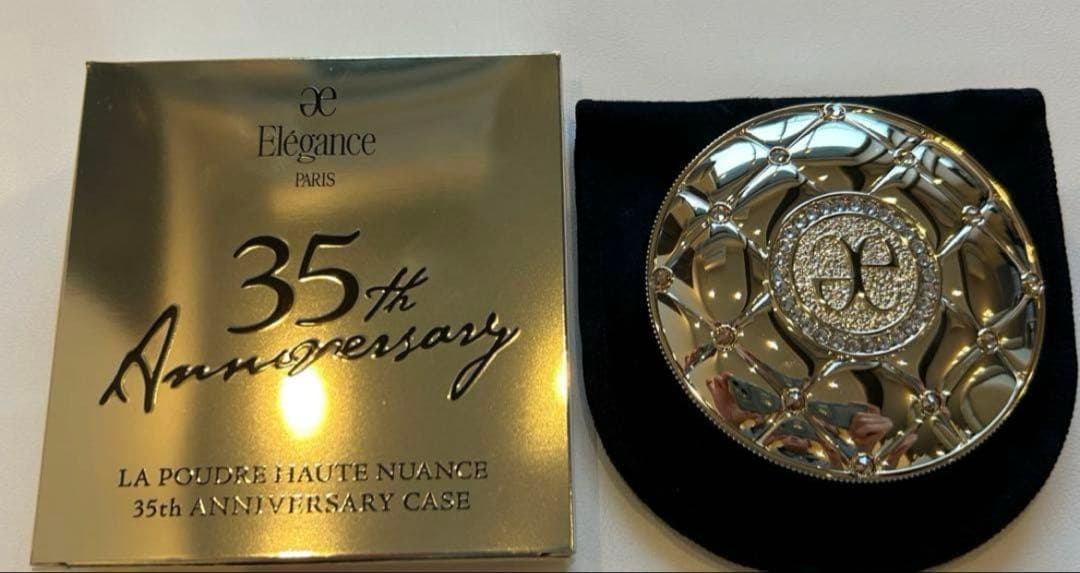 Elégance
PARIS
35th
Anniversary
LA POUDRE HAUTE NUANCE
35th ANNIVERSARY CASE